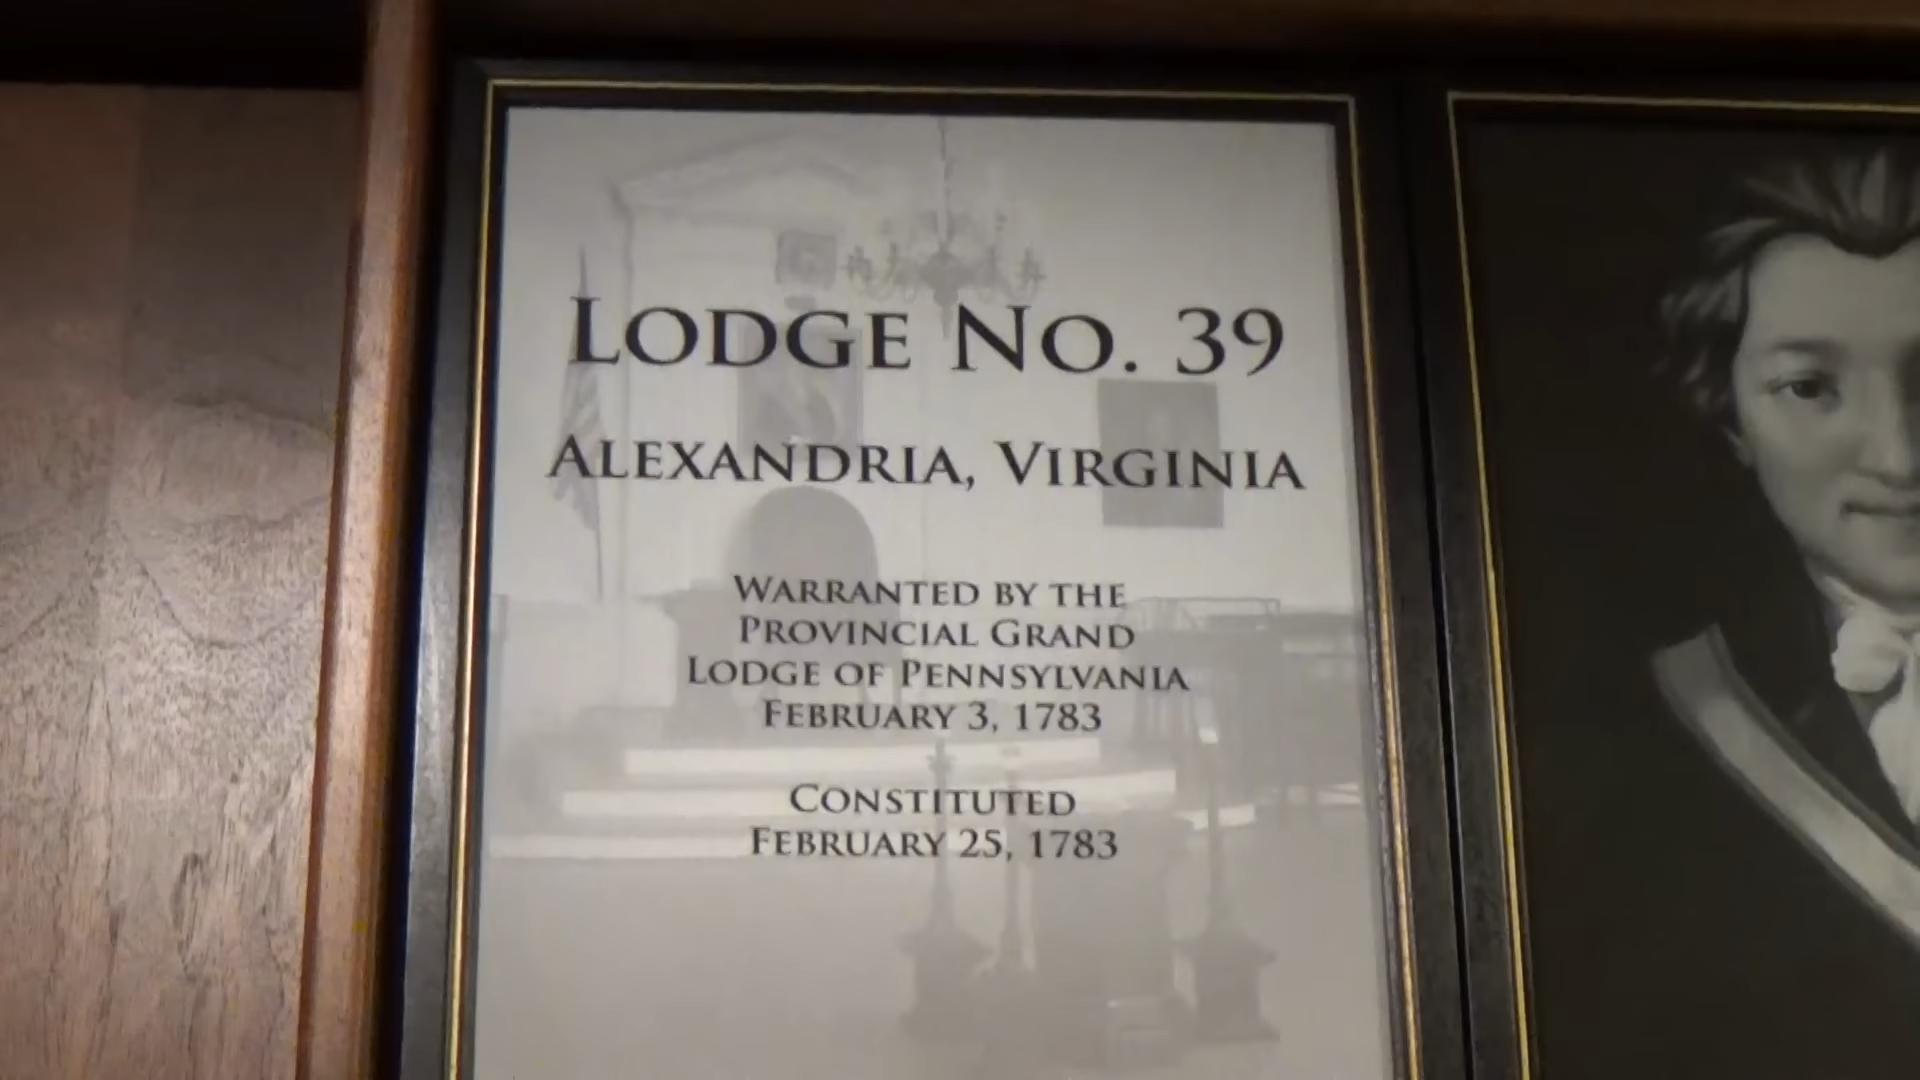 Lodge No. 39
Alexandria, Virginia
Warranted by the
Provincial Grand
Lodge of Pennsylvania
February 3, 1783
Constituted
February 25, 1783